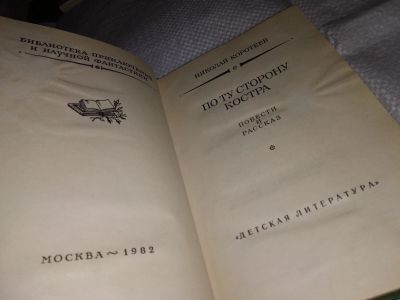 БИБЛИОТЕКА ПРИКЛЮЧЕНИЙ
И НАУЧНОЙ ФАНТАСТИКИ
МОСКВА ~ 1982
НИКОЛАЙ КОРОТЕЕВ
ПО ТУ СТОРОНУ
КОСТРА
ПОВЕСТИ
И
РАССКАЗ
«ДЕТСКАЯ ЛИТЕРАТУРА»